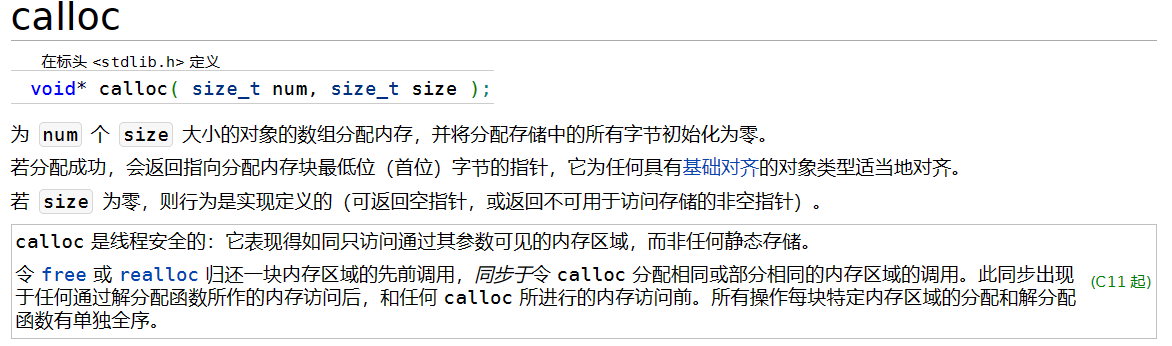 calloc
在标头 <stdlib.h> 定义
void* calloc( size_t num, size_t size );
为 num 个 size 大小的对象的数组分配内存，并将分配存储中的所有字节初始化为零。
若分配成功，会返回指向分配内存块最低位（首位）字节的指针，它为任何具有基础对齐的对象类型适当地对齐。
若 size 为零，则行为是实现定义的（可返回空指针，或返回不可用于访问存储的非空指针）。
calloc 是线程安全的：它表现得如同只访问通过其参数可见的内存区域，而非任何静态存储。
令 free 或 realloc 归还一块内存区域的先前调用，同步于令 calloc 分配相同或部分相同的内存区域的调用。此同步出现
于任何通过解分配函数所作的内存访问后，和任何 calloc 所进行的内存访问前。所有操作每块特定内存区域的分配和解分配
函数有单独全序。
(C11 起)